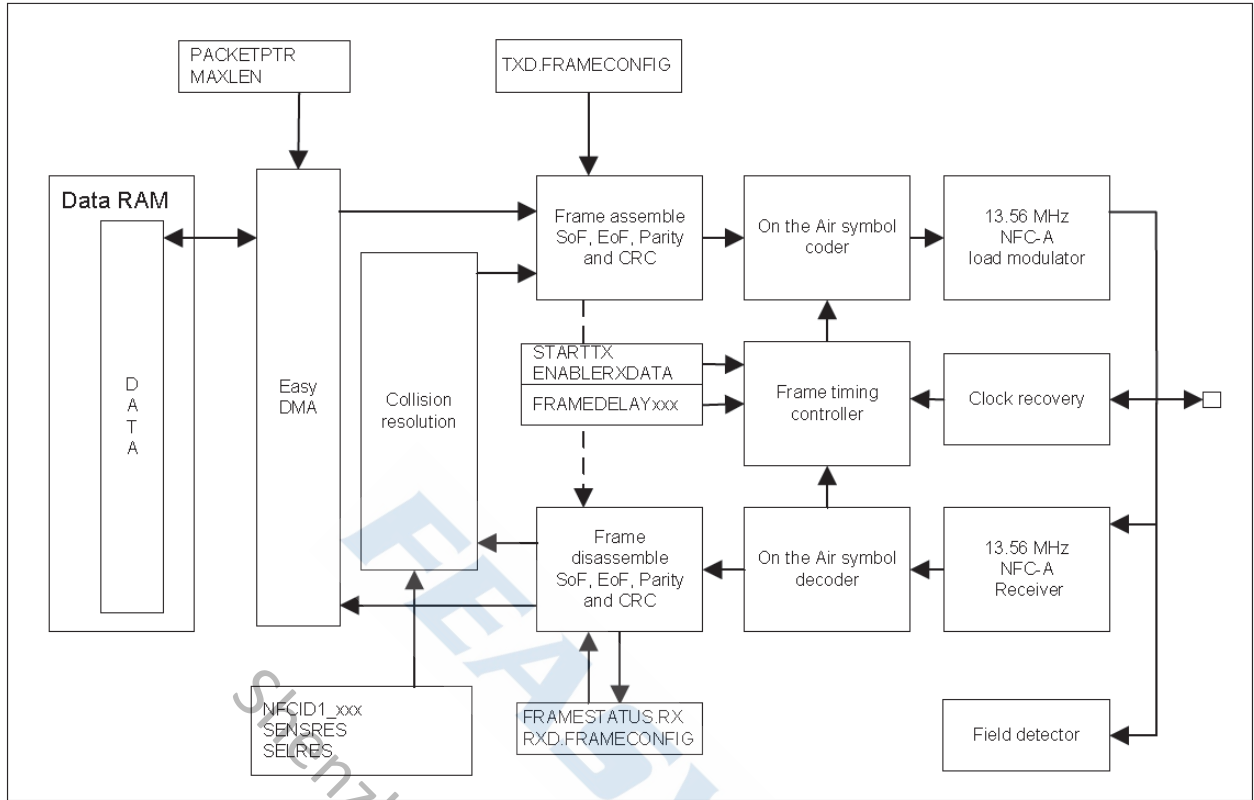 PACKETPTR
MAXLEN
TXD.FRAMECONFIG
Data RAM
D
A
T
A
Easy
DMA
Collision
resolution
Frame assemble
SoF, EoF, Parity
and CRC
On the Air symbol
coder
13.56 MHz
NFC-A
load modulator
STARTTX
ENABLERXDATA
FRAMEDELAYxxx
Frame timing
controller
Clock recovery
Frame
disassemble
SoF, EoF, Parity
and CRC
On the Air symbol
decoder
13.56 MHz
NFC-A
Receiver
NFCID1_xxx
SENSRES
SELRES
FRAMESTATUS.RX
RXD.FRAMECONFIG
Field detector
FEASY
Shenzh